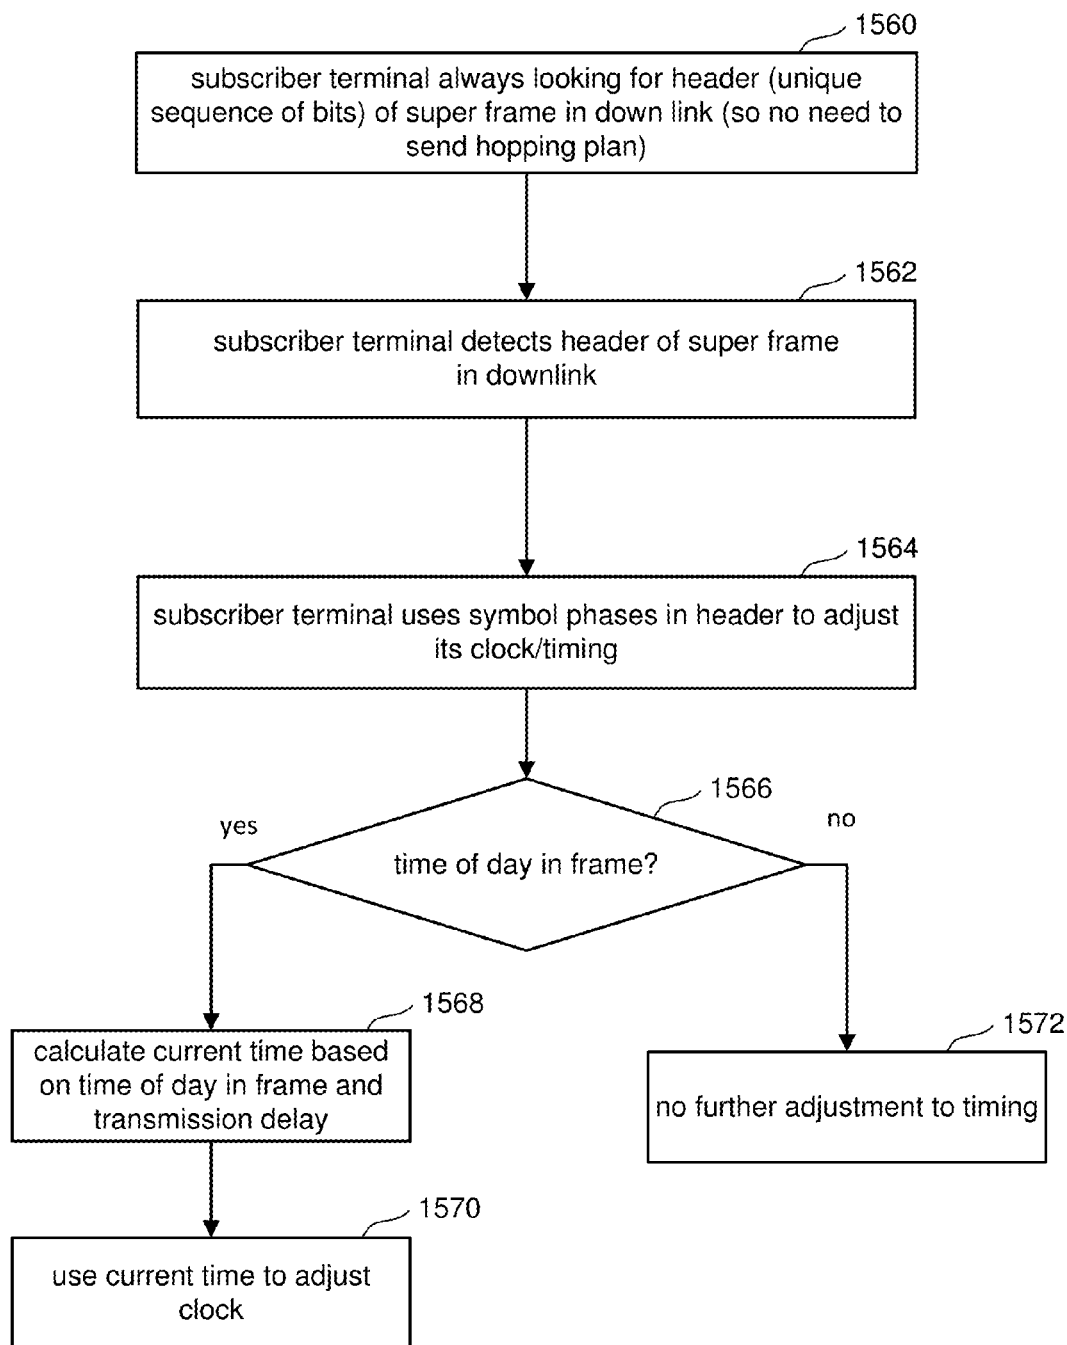 1560
subscriber terminal always looking for header (unique
sequence of bits) of super frame in down link (so no need to
send hopping plan)
1562
subscriber terminal detects header of super frame
in downlink
1564
subscriber terminal uses symbol phases in header to adjust
its clock/timing
1566
yes
no
time of day in frame?
1568
calculate current time based
on time of day in frame and
transmission delay
1572
no further adjustment to timing
1570
use current time to adjust
clock